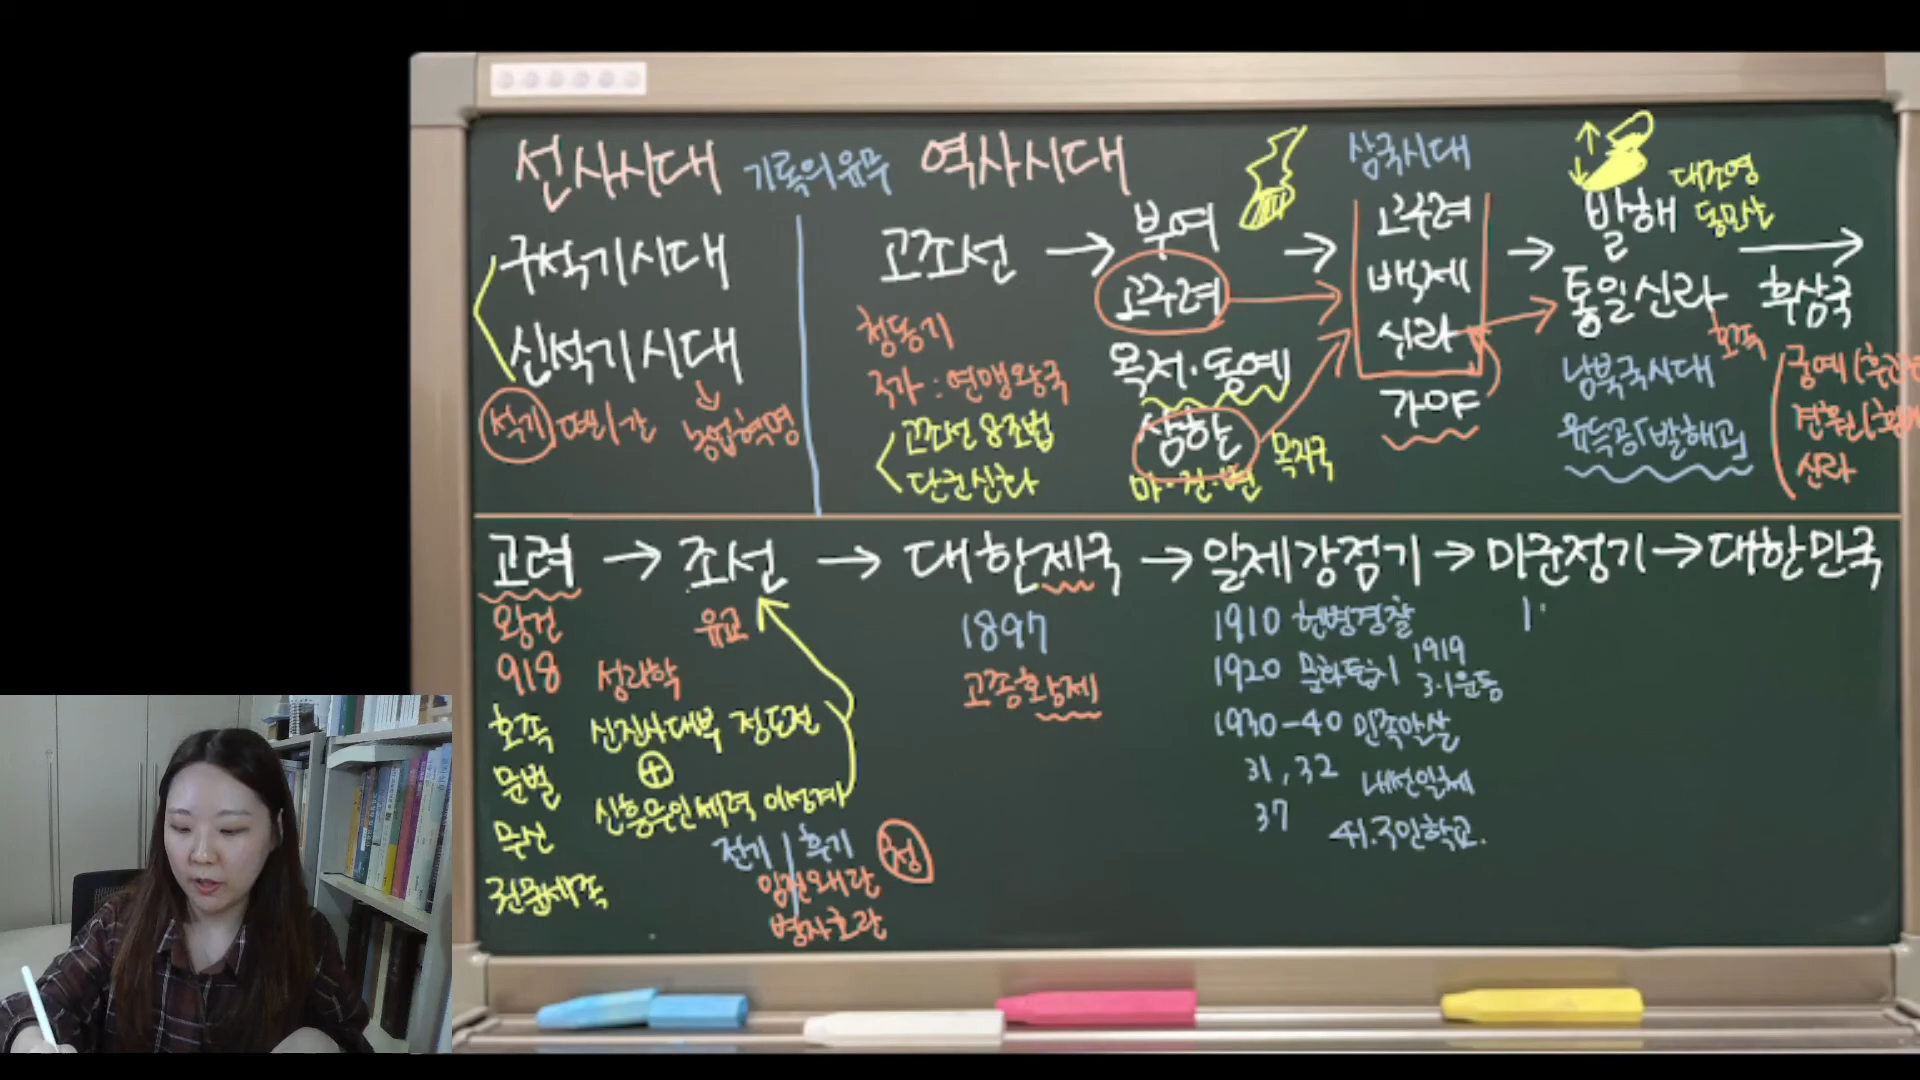 선사시대 기록의 유무 역사시대
구석기시대
신석기시대
석기 뗀/간
농업혁명
고조선 →
청동기
국가 : 연맹왕국
고조선 8조법
단군신화
부여
고구려
옥저·동예
삼한
마·진·변
목지국
→
삼국시대
고구려
백제
신라
가야
→
발해
대조영
동모산
통일신라
호족
남북국시대
유득공「발해고」
→
후삼국
궁예(후고
견훤(후백
신라
고려 → 조선 → 대한제국 → 일제강점기 → 미군정기 → 대한민국
왕건
918
호족
문벌
무신
권문세족
유교
성리학
신진사대부 정도전
+
신흥무인세력 이성계
전기 | 후기
임진왜란
병자호란
청
1897
고종황제
1910 헌병경찰
1920 문화통치
1919
3·1운동
1930-40 민족말살
31, 32
37
내선일체
41. 국민학교.
1